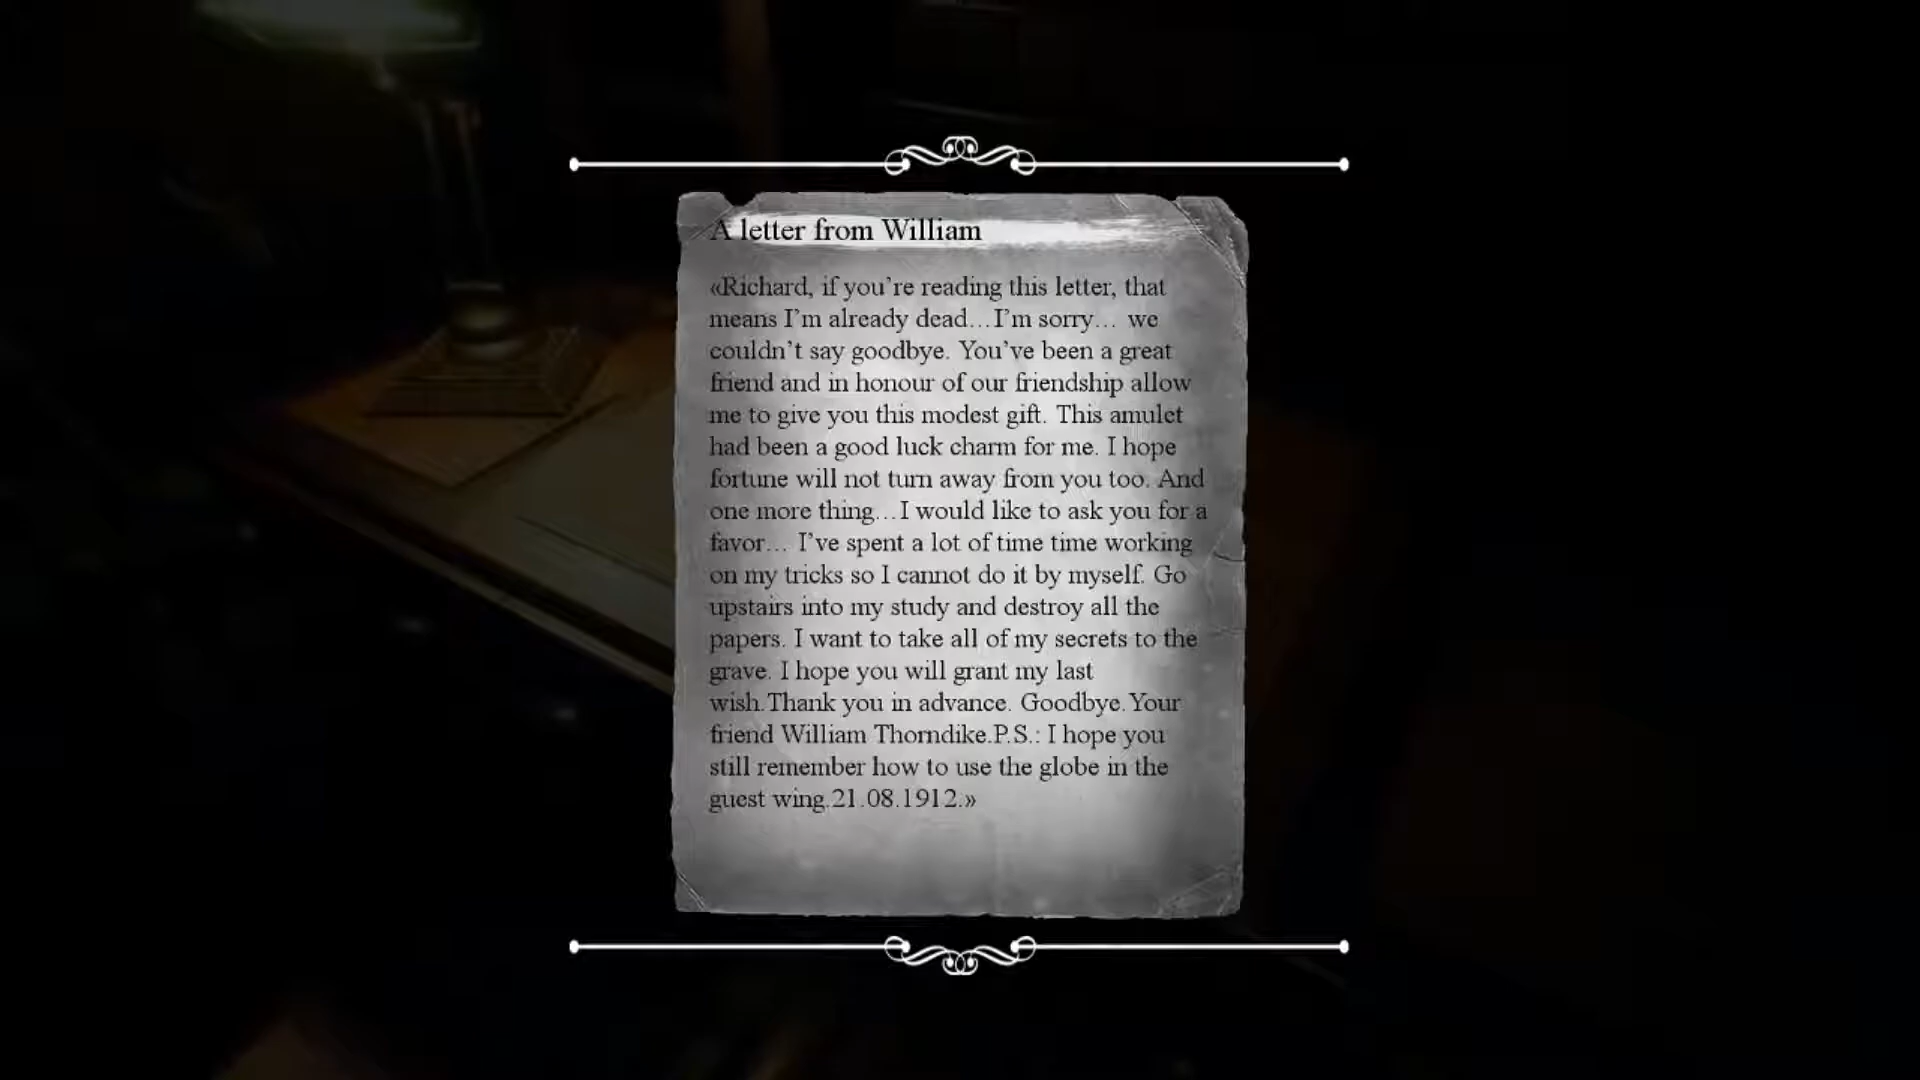 A letter from William
«Richard, if you’re reading this letter, that
means I’m already dead…I’m sorry… we
couldn’t say goodbye. You’ve been a great
friend and in honour of our friendship allow
me to give you this modest gift. This amulet
had been a good luck charm for me. I hope
fortune will not turn away from you too. And
one more thing…I would like to ask you for a
favor… I’ve spent a lot of time time working
on my tricks so I cannot do it by myself. Go
upstairs into my study and destroy all the
papers. I want to take all of my secrets to the
grave. I hope you will grant my last
wish.Thank you in advance. Goodbye.Your
friend William Thorndike.P.S.: I hope you
still remember how to use the globe in the
guest wing.21.08.1912.»